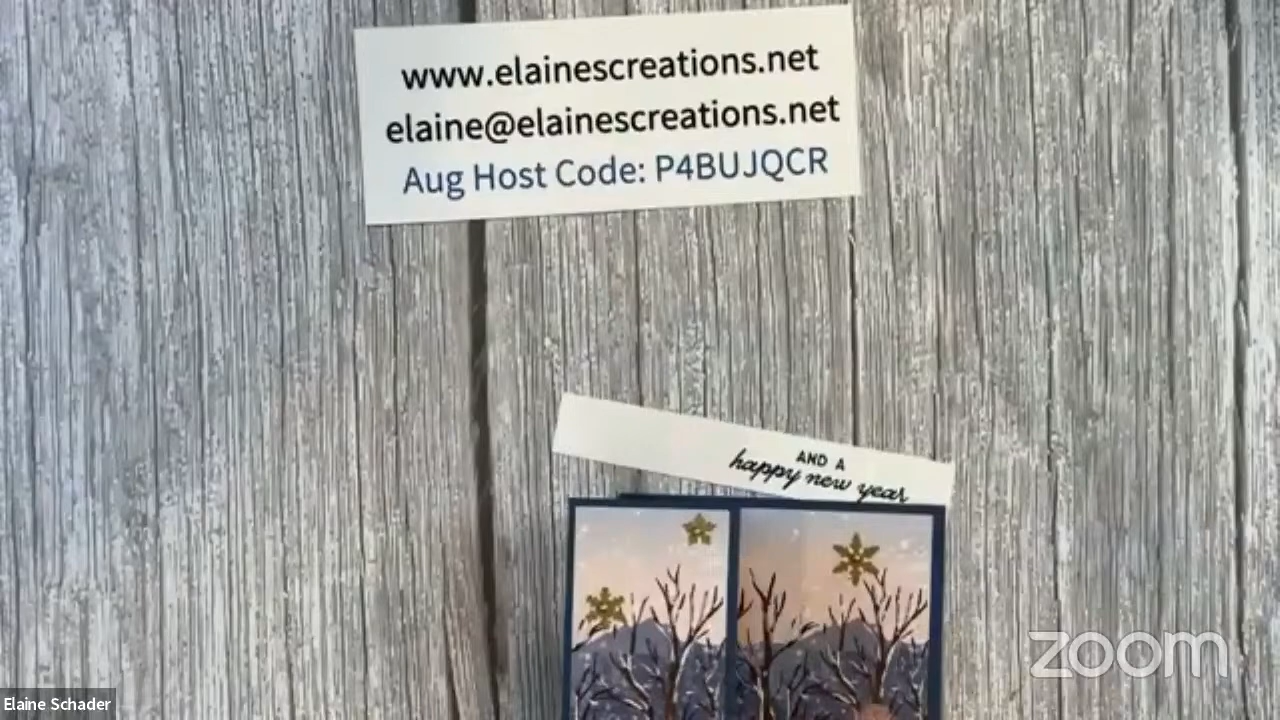 www.elainescreations.net
elaine@elainescreations.net
Aug Host Code: P4BUJQCR
AND A
happy new year
zoom
Elaine Schader